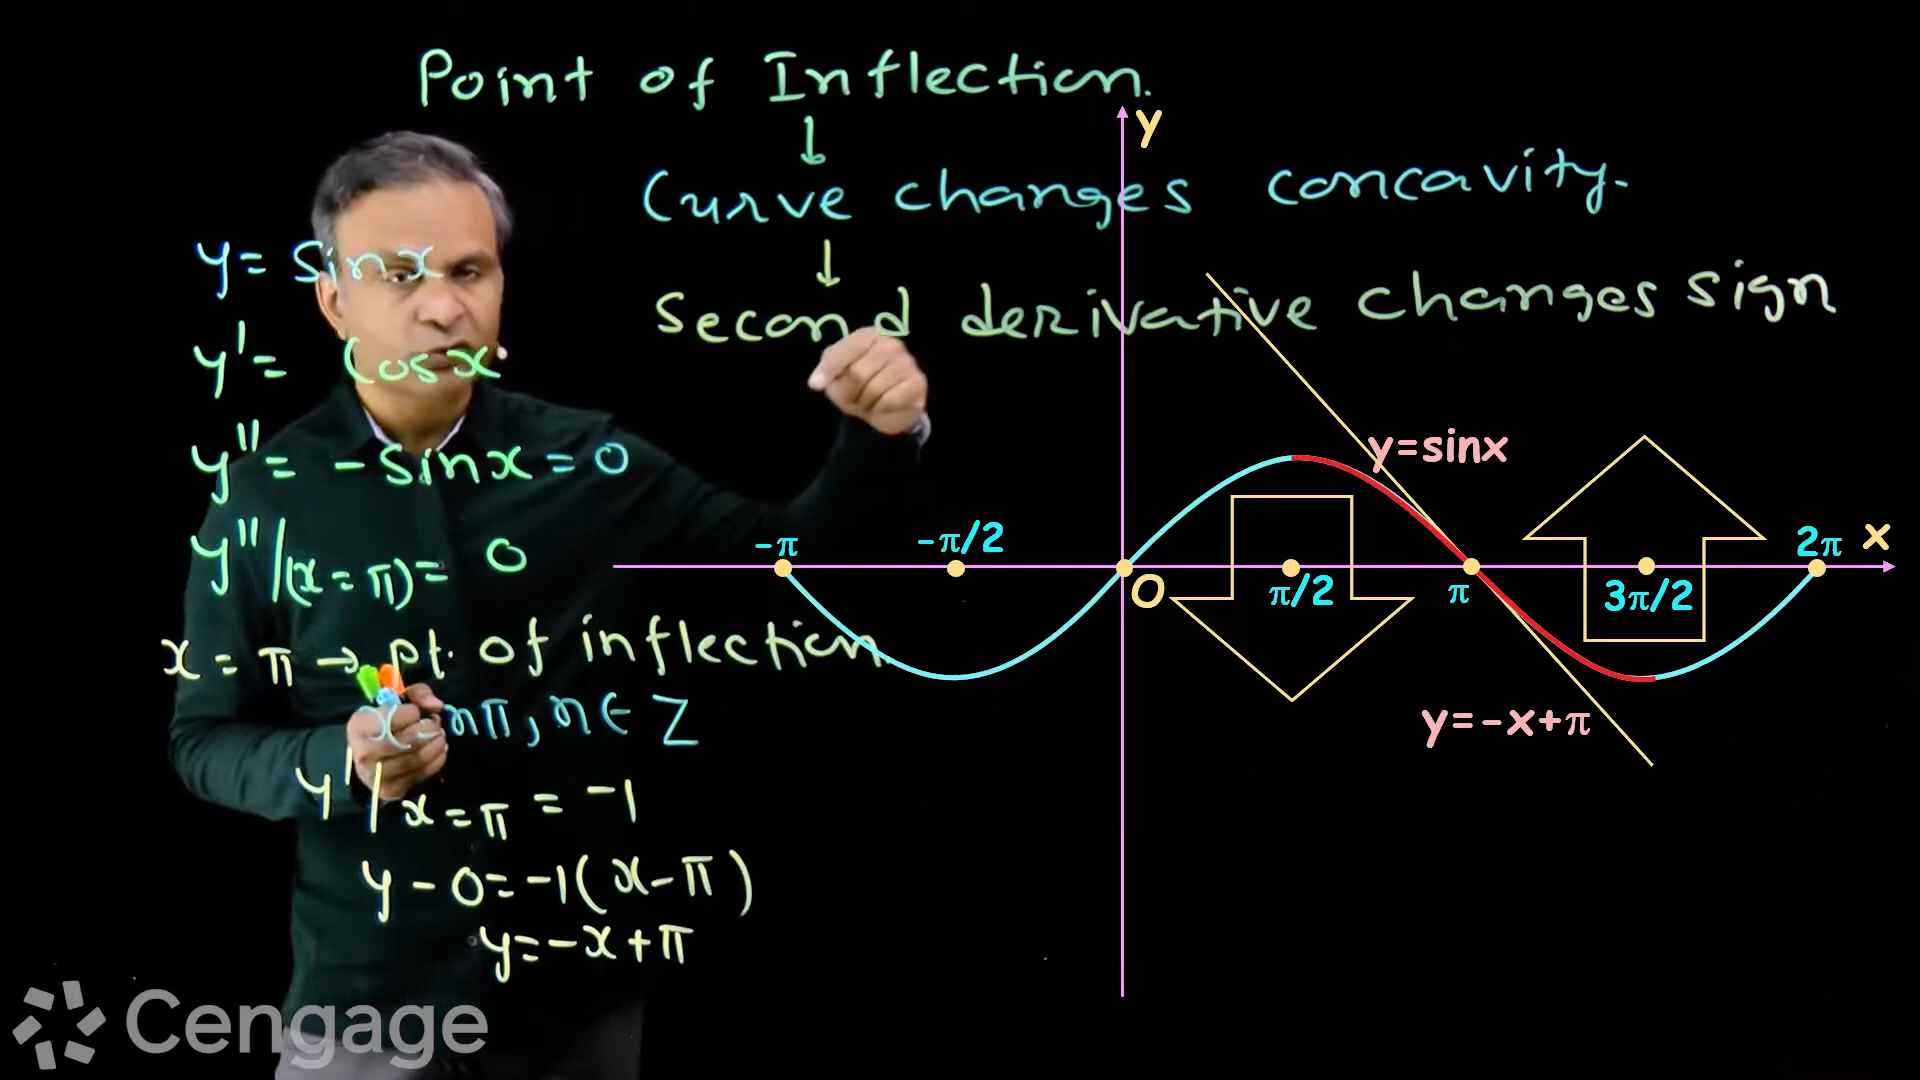 Point of Inflection.
↓
Curve changes concavity.
↓
Second derivative changes sign
y = sinx
y' = cosx
y'' = -sinx = 0
y''/(x = π) = 0
x = π → pt. of inflection.
x = nπ, n ∈ Z
y'/x = π = -1
y - 0 = -1(x - π)
y = -x + π
y
y=sinx
-π
-π/2
O
π/2
π
3π/2
2π
x
y=-x+π
Cengage